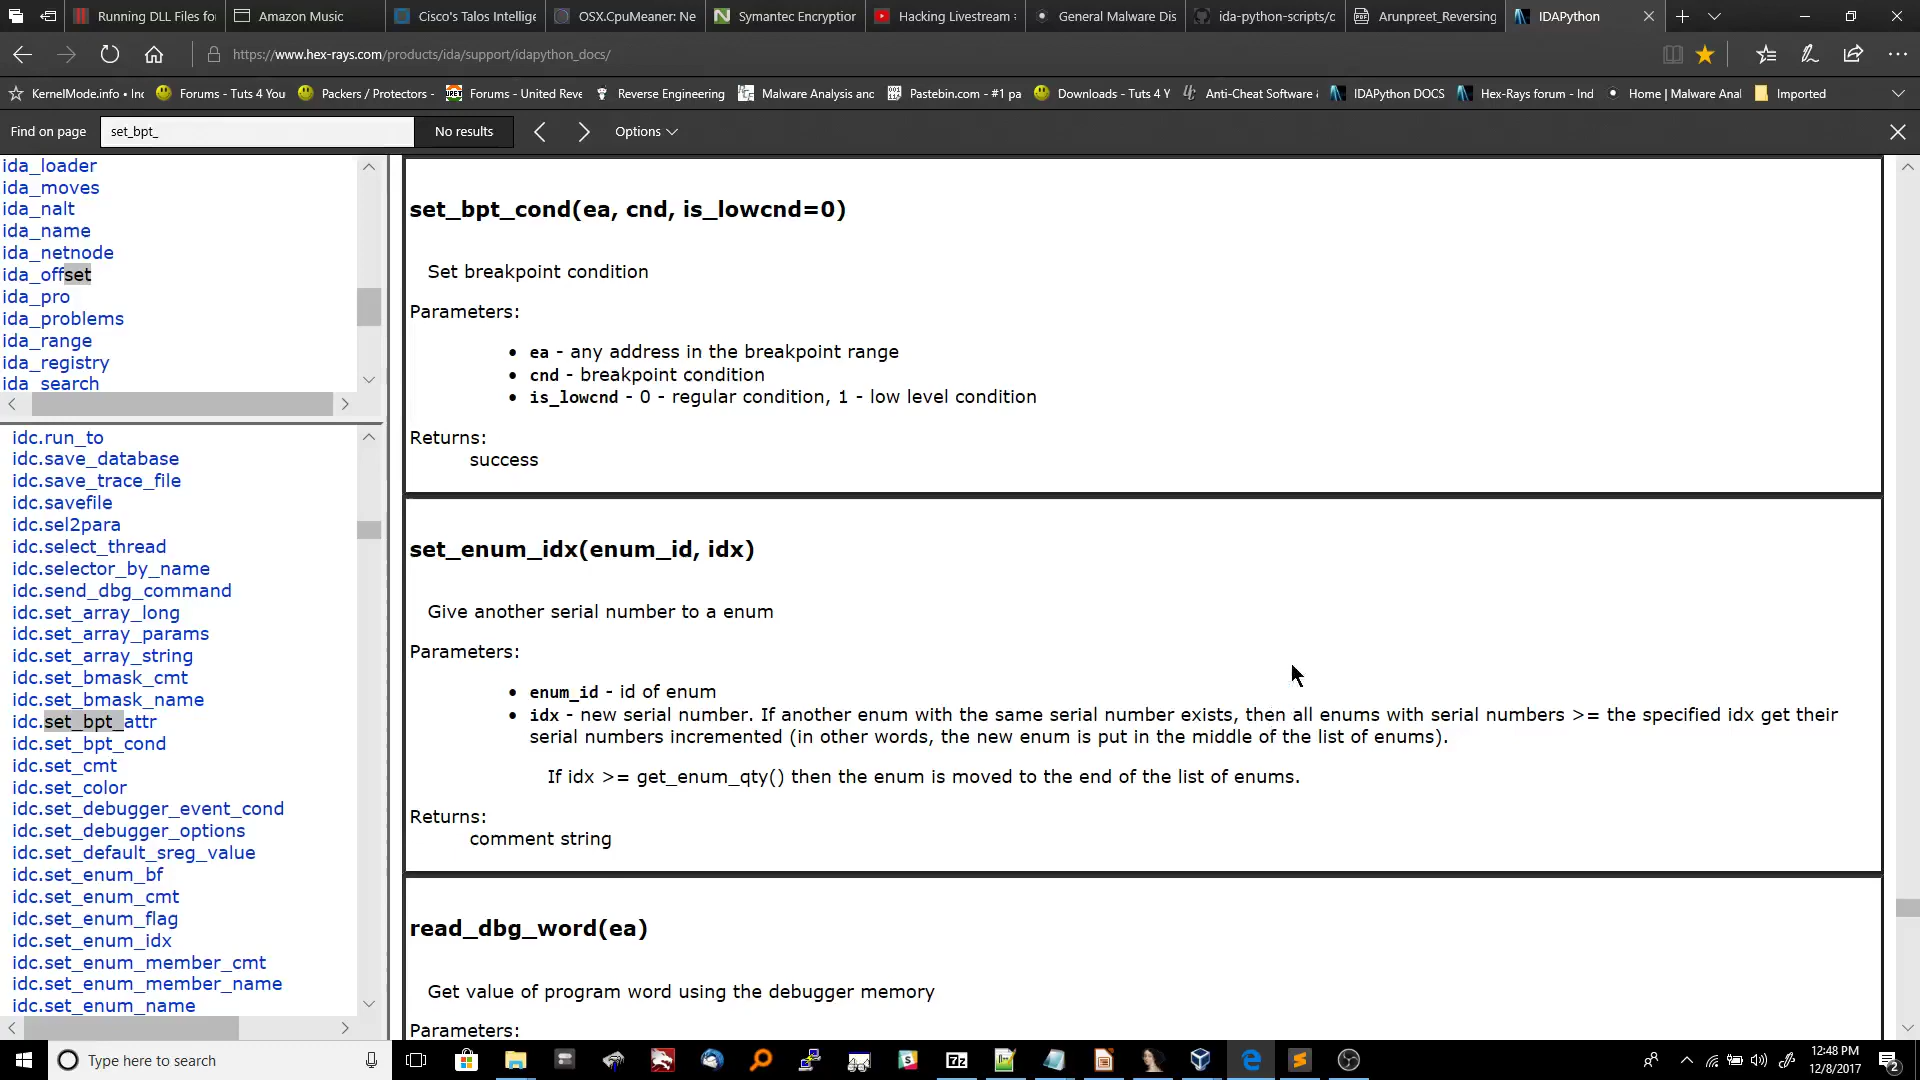 Running DLL Files for
Amazon Music
Cisco's Talos Intellige
OSX.CpuMeaner: Ne
Symantec Encryptior
Hacking Livestream
General Malware Dis
ida-python-scripts/c
Arunpreet_Reversing
IDAPython
https://www.hex-rays.com/products/ida/support/idapython_docs/
KernelMode.info • Inc
Forums - Tuts 4 You
Packers / Protectors -
Forums - United Reve
Reverse Engineering
Malware Analysis anc
Pastebin.com - #1 pa
Downloads - Tuts 4 Y
Anti-Cheat Software
IDAPython DOCS
Hex-Rays forum - Ind
Home | Malware Anal
Imported
Find on page
set_bpt_
No results
Options
ida_loader
ida_moves
ida_nalt
ida_name
ida_netnode
ida_offset
ida_pro
ida_problems
ida_range
ida_registry
ida_search
idc.run_to
idc.save_database
idc.save_trace_file
idc.savefile
idc.sel2para
idc.select_thread
idc.selector_by_name
idc.send_dbg_command
idc.set_array_long
idc.set_array_params
idc.set_array_string
idc.set_bmask_cmt
idc.set_bmask_name
idc.set_bpt_attr
idc.set_bpt_cond
idc.set_cmt
idc.set_color
idc.set_debugger_event_cond
idc.set_debugger_options
idc.set_default_sreg_value
idc.set_enum_bf
idc.set_enum_cmt
idc.set_enum_flag
idc.set_enum_idx
idc.set_enum_member_cmt
idc.set_enum_member_name
idc.set_enum_name
set_bpt_cond(ea, cnd, is_lowcnd=0)
Set breakpoint condition
Parameters:
• ea - any address in the breakpoint range
• cnd - breakpoint condition
• is_lowcnd - 0 - regular condition, 1 - low level condition
Returns:
success
set_enum_idx(enum_id, idx)
Give another serial number to a enum
Parameters:
• enum_id - id of enum
• idx - new serial number. If another enum with the same serial number exists, then all enums with serial numbers >= the specified idx get their
serial numbers incremented (in other words, the new enum is put in the middle of the list of enums).
If idx >= get_enum_qty() then the enum is moved to the end of the list of enums.
Returns:
comment string
read_dbg_word(ea)
Get value of program word using the debugger memory
Parameters:
Type here to search
7z
12:48 PM
12/8/2017
2